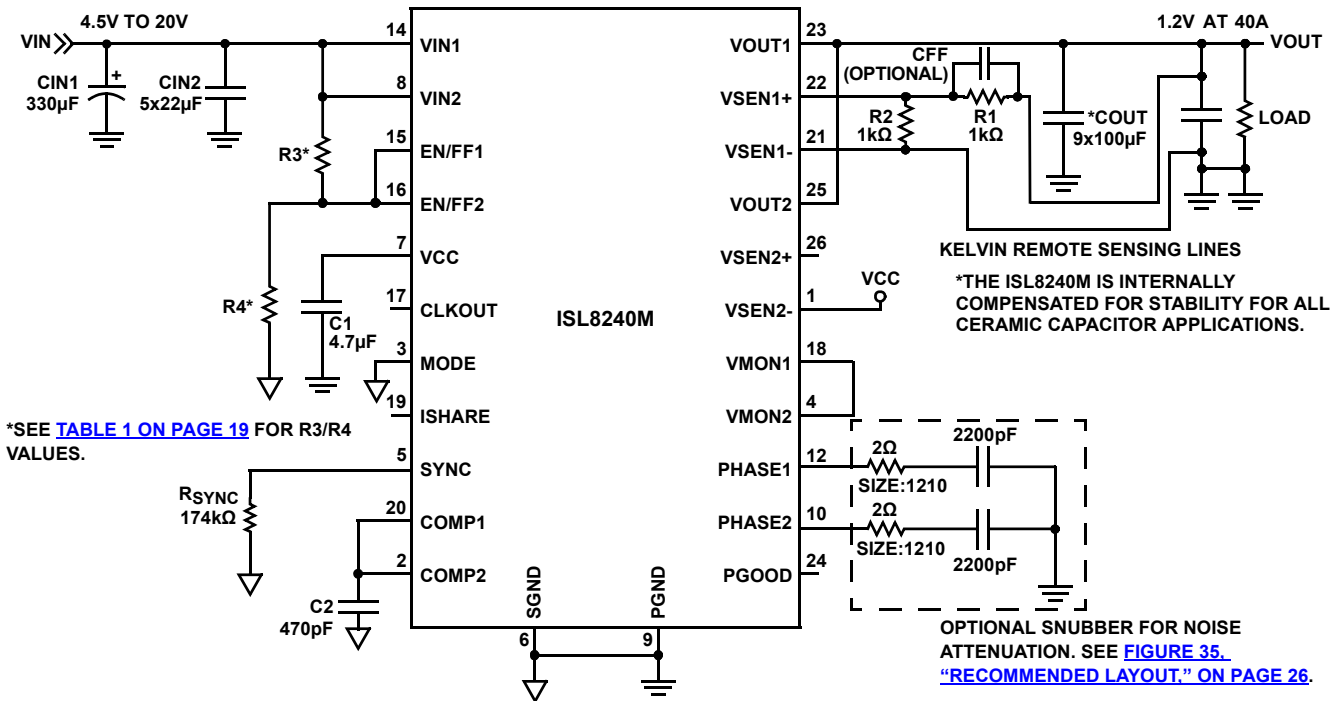 4.5V TO 20V
VIN
CIN1
330µF
+
CIN2
5x22µF
R3*
R4*
C1
4.7µF
*SEE TABLE 1 ON PAGE 19 FOR R3/R4
VALUES.
RSYNC
174kΩ
C2
470pF
14
VIN1
8
VIN2
15
EN/FF1
16
EN/FF2
7
VCC
17
CLKOUT
3
MODE
19
ISHARE
5
SYNC
20
COMP1
2
COMP2
ISL8240M
SGND
6
PGND
9
VOUT1
23
VSEN1+
22
VSEN1-
21
VOUT2
25
VSEN2+
26
VSEN2-
1
VMON1
18
VMON2
4
PHASE1
12
PHASE2
10
PGOOD
24
1.2V AT 40A
VOUT
CFF
(OPTIONAL)
R2
1kΩ
R1
1kΩ
*COUT
9x100µF
LOAD
KELVIN REMOTE SENSING LINES
VCC
*THE ISL8240M IS INTERNALLY
COMPENSATED FOR STABILITY FOR ALL
CERAMIC CAPACITOR APPLICATIONS.
2Ω
SIZE:1210
2200pF
2Ω
SIZE:1210
2200pF
OPTIONAL SNUBBER FOR NOISE
ATTENUATION. SEE FIGURE 35,
“RECOMMENDED LAYOUT,” ON PAGE 26.